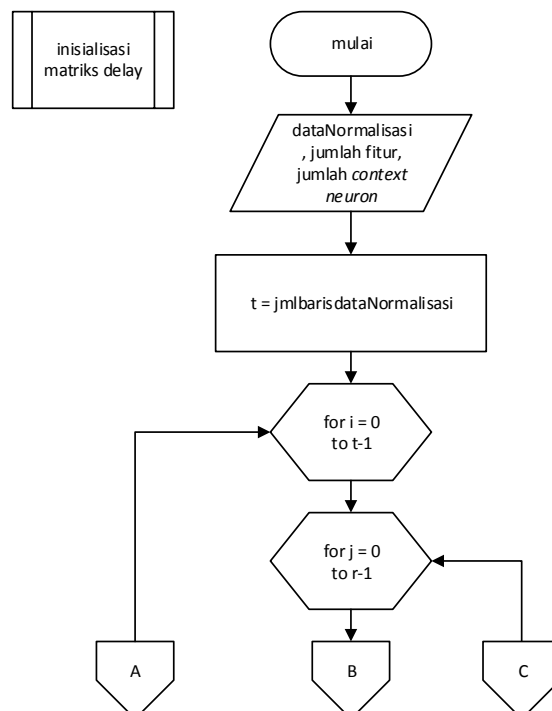 inisialisasi
matriks delay
mulai
dataNormalisasi
, jumlah fitur,
jumlah context
neuron
t = jmlbarisdataNormalisasi
for i = 0
to t-1
for j = 0
to r-1
A
B
C